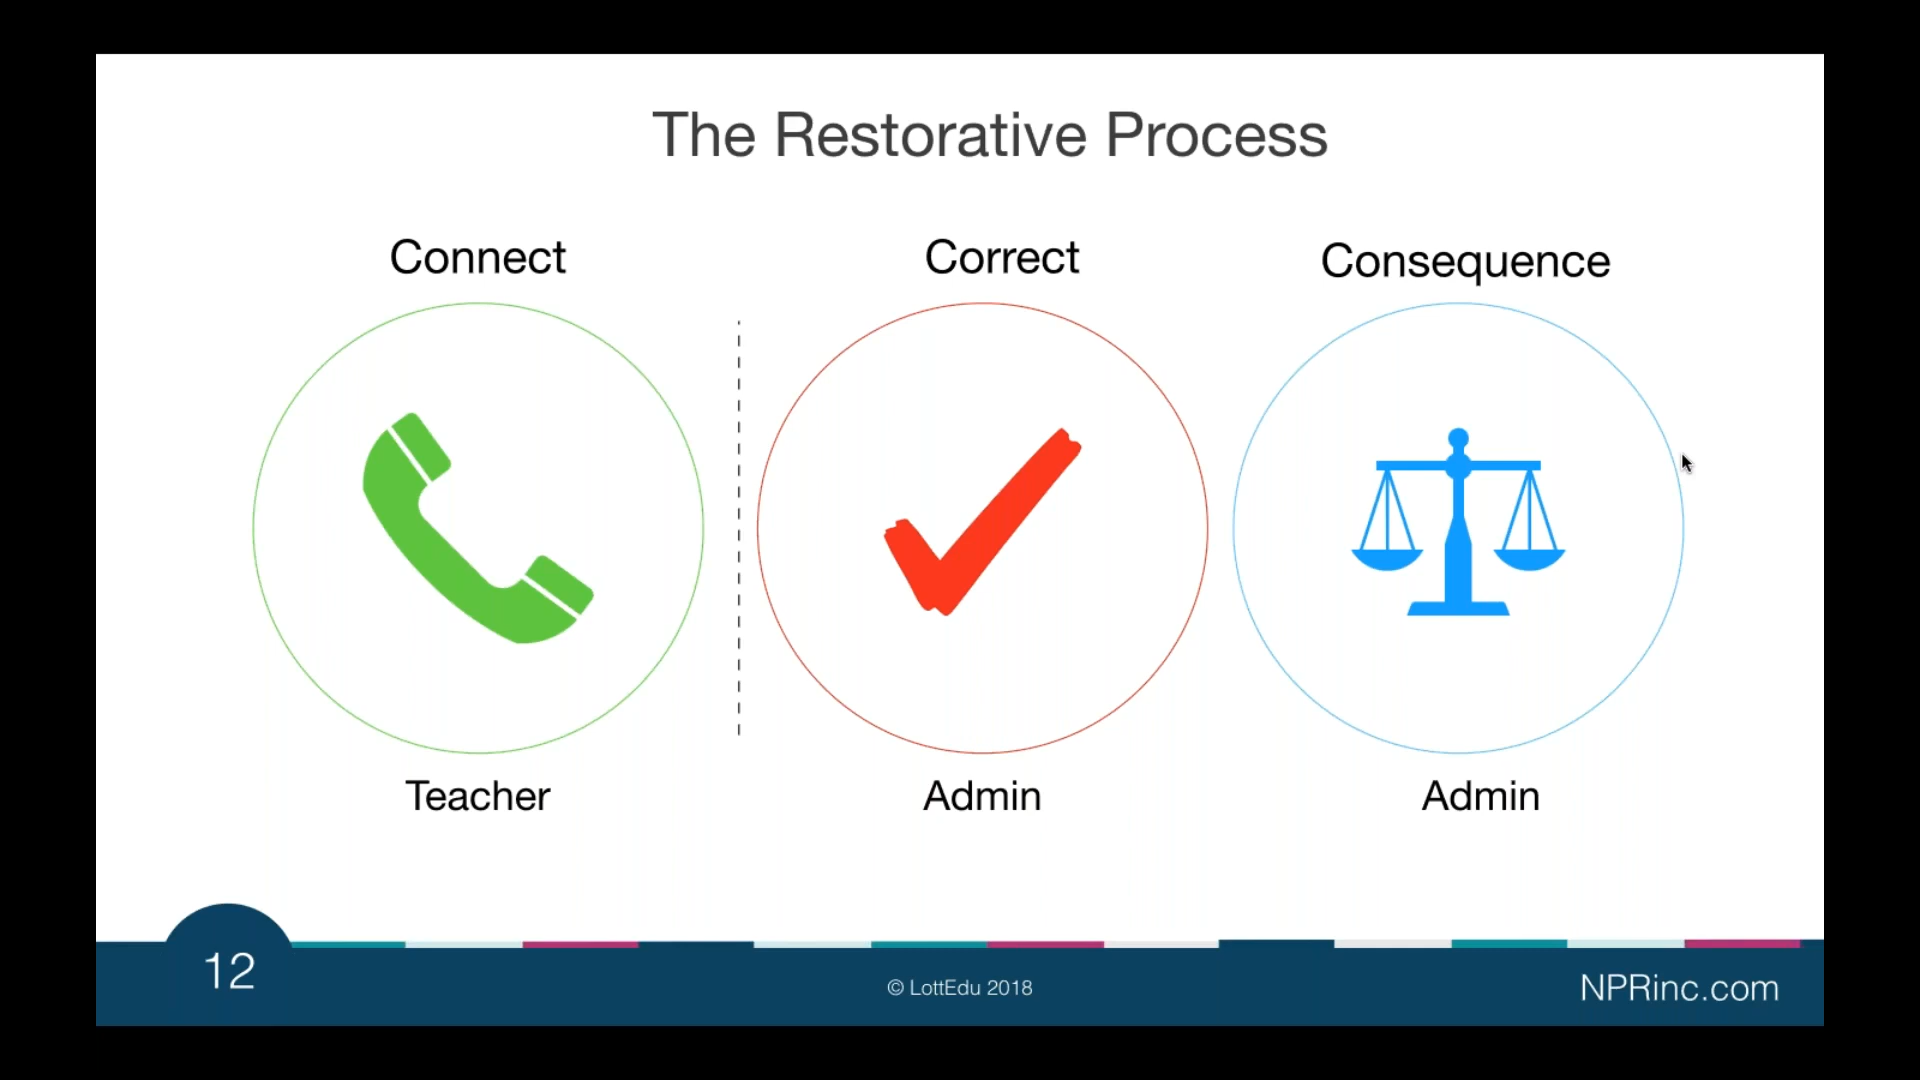 The Restorative Process
Connect
Correct
Consequence
Teacher
Admin
Admin
12
© LottEdu 2018
NPRinc.com